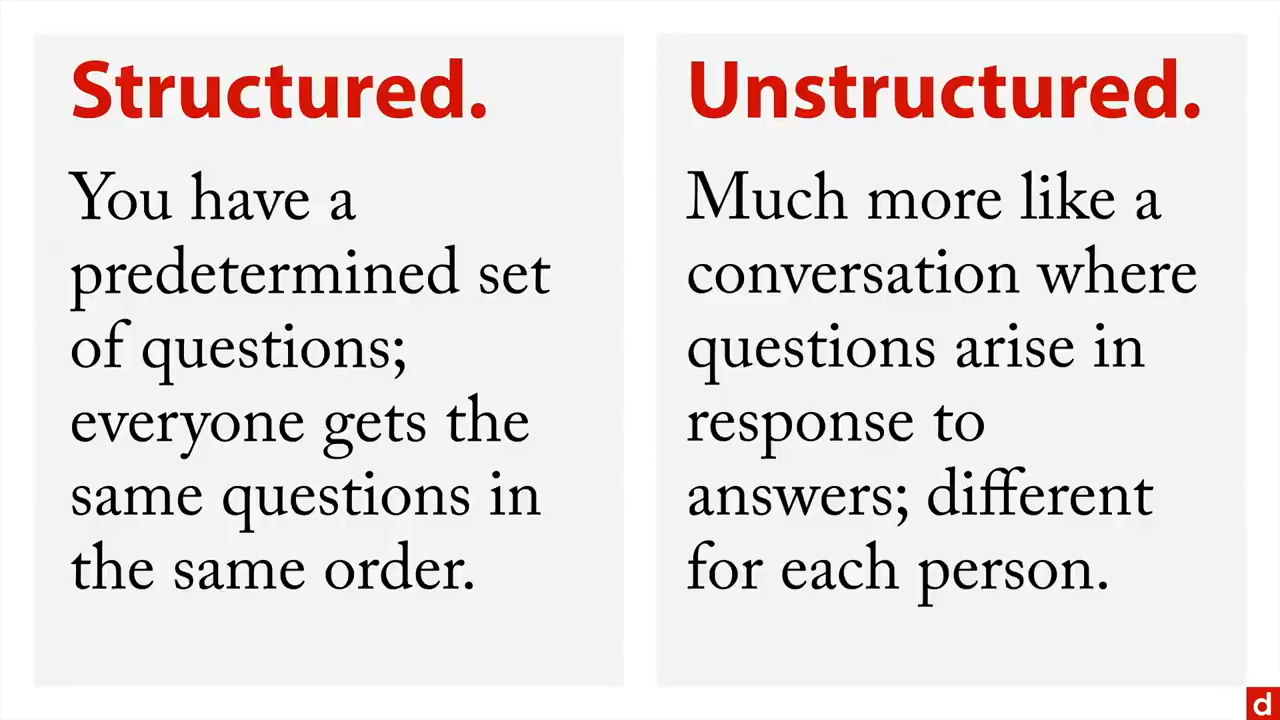 Structured.
You have a
predetermined set
of questions;
everyone gets the
same questions in
the same order.
Unstructured.
Much more like a
conversation where
questions arise in
response to
answers; different
for each person.
d